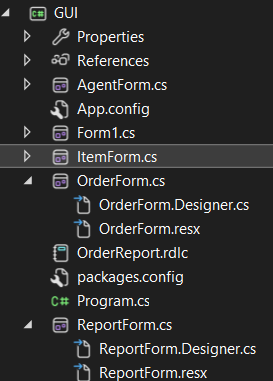 C# GUI
Properties
References
AgentForm.cs
App.config
Form1.cs
ItemForm.cs
OrderForm.cs
OrderForm.Designer.cs
OrderForm.resx
OrderReport.rdlc
packages.config
C# Program.cs
ReportForm.cs
ReportForm.Designer.cs
ReportForm.resx